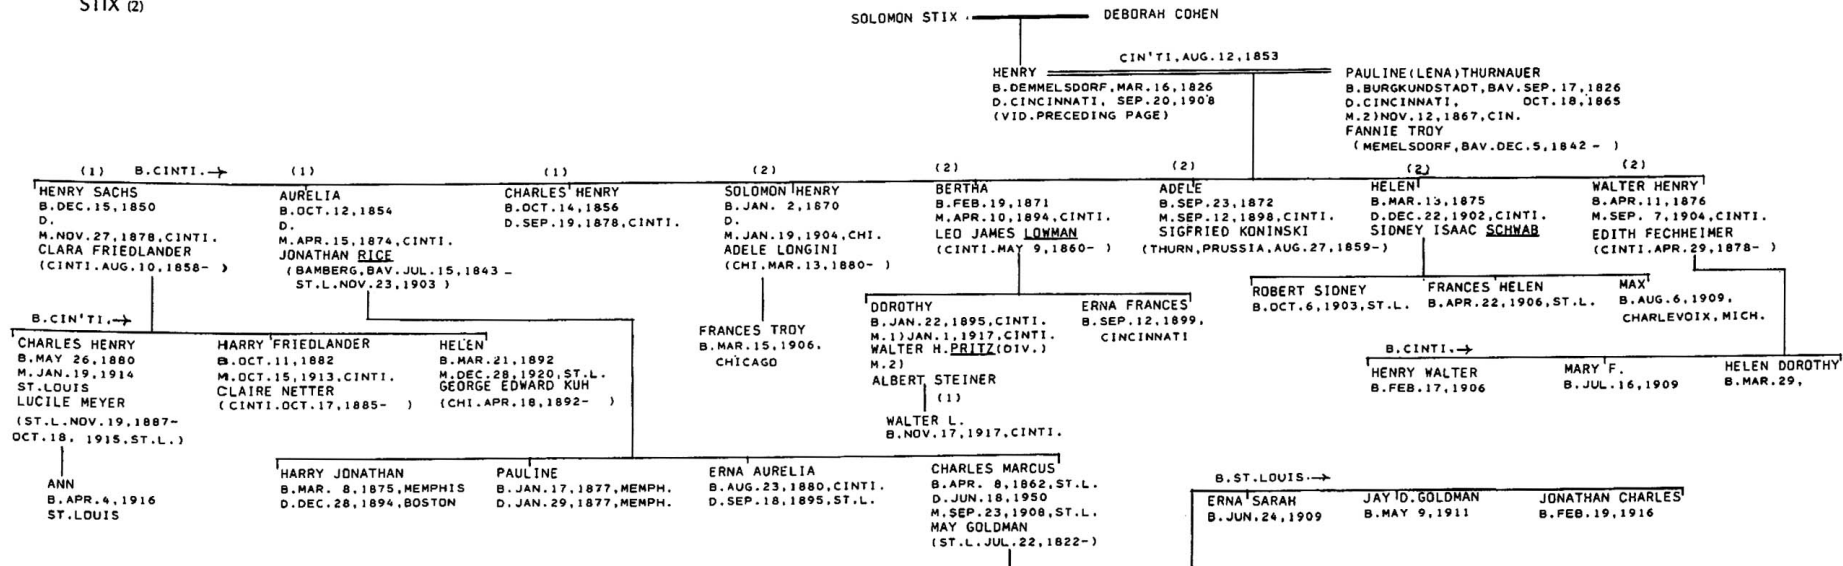 STIX (2)
SOLOMON STIX
DEBORAH COHEN
CIN'TI,AUG.12,1853
HENRY
B.DEMMELSDORF,MAR.16,1826
D.CINCINNATI, SEP.20,1908
(VID.PRECEDING PAGE)
PAULINE(LENA)THURNAUER
B.BURGKUNDSTADT,BAV.SEP.17,1826
D.CINCINNATI, OCT.18,1865
M.2)NOV.12,1867,CIN.
FANNIE TROY
(MEMELSDORF,BAV.DEC.5,1842- )
(1) B.CINTI.→
HENRY SACHS
B.DEC.15,1850
D.
M.NOV.27,1878,CINTI.
CLARA FRIEDLANDER
(CINTI.AUG.10,1858- )
(1)
AURELIA
B.OCT.12,1854
D.
M.APR.15,1874,CINTI.
JONATHAN RICE
(BAMBERG,BAV.JUL.15,1843 –
ST.L.NOV.23,1903 )
(1)
CHARLES HENRY
B.OCT.14,1856
D.SEP.19,1878,CINTI.
(2)
SOLOMON HENRY
B.JAN. 2,1870
D.
M.JAN.19,1904,CHI.
ADELE LONGINI
(CHI.MAR.13,1880- )
(2)
BERTHA
B.FEB.19,1871
M.APR.10,1894,CINTI.
LEO JAMES LOWMAN
(CINTI.MAY 9,1860- )
(2)
ADELE
B.SEP.23,1872
M.SEP.12,1898,CINTI.
SIGFRIED KONINSKI
(THURN,PRUSSIA,AUG.27,1859-)
(2)
HELEN
B.MAR.13,1875
D.DEC.22,1902,CINTI.
SIDNEY ISAAC SCHWAB
(2)
WALTER HENRY
B.APR.11,1876
M.SEP. 7,1904,CINTI.
EDITH FECHHEIMER
(CINTI.APR.29,1878- )
B.CIN'TI,→
CHARLES HENRY
B.MAY 26,1880
M.JAN.19,1914
ST.LOUIS
LUCILE MEYER
(ST.L.NOV.19,1887-
OCT.18, 1915,ST.L.)
HARRY FRIEDLANDER
B.OCT.11,1882
M.OCT.15,1913,CINTI.
CLAIRE NETTER
(CINTI.OCT.17,1885- )
HELEN
B.MAR.21,1892
M.DEC.28,1920,ST.L.
GEORGE EDWARD KUH
(CHI.APR.18,1892- )
FRANCES TROY
B.MAR.15,1906,
CHICAGO
DOROTHY
B.JAN.22,1895,CINTI.
M.1)JAN.1,1917,CINTI.
WALTER H.PRITZ(DIV.)
M.2)
ALBERT STEINER
(1)
WALTER L.
B.NOV.17,1917,CINTI.
ERNA FRANCES
B.SEP.12,1899,
CINCINNATI
ROBERT SIDNEY
B.OCT.6,1903,ST.L.
FRANCES HELEN
B.APR.22,1906,ST.L.
MAX
B.AUG.6,1909,
CHARLEVOIX,MICH.
B.CINTI.→
HENRY WALTER
B.FEB.17,1906
MARY F.
B.JUL.16,1909
HELEN DOROTHY
B.MAR.29,
ANN
B.APR.4,1916
ST.LOUIS
HARRY JONATHAN
B.MAR. 8,1875,MEMPHIS
D.DEC.28,1894,BOSTON
PAULINE
B.JAN.17,1877,MEMPH.
D.JAN.29,1877,MEMPH.
ERNA AURELIA
B.AUG.23,1880,CINTI.
D.SEP.18,1895,ST.L.
CHARLES MARCUS
B.APR. 8,1862,ST.L.
D.JUN.18,1950
M.SEP.23,1908,ST.L.
MAY GOLDMAN
(ST.L.JUL.22,1822-)
B.ST.LOUIS.→
ERNA SARAH
B.JUN.24,1909
JAY D.GOLDMAN
B.MAY 9,1911
JONATHAN CHARLES
B.FEB.19,1916